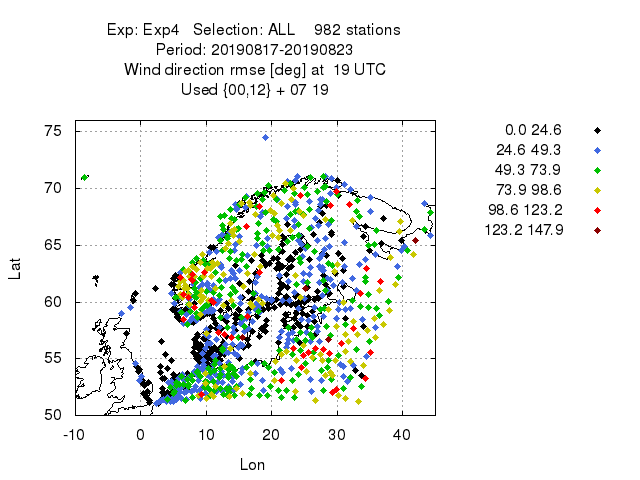 Exp: Exp4 Selection: ALL 982 stations
Period: 20190817-20190823
Wind direction rmse [deg] at 19 UTC
Used {00,12} + 07 19
75
70
65
60
55
50
Lat
-10 0 10 20 30 40
Lon
0.0 24.6
24.6 49.3
49.3 73.9
73.9 98.6
98.6 123.2
123.2 147.9